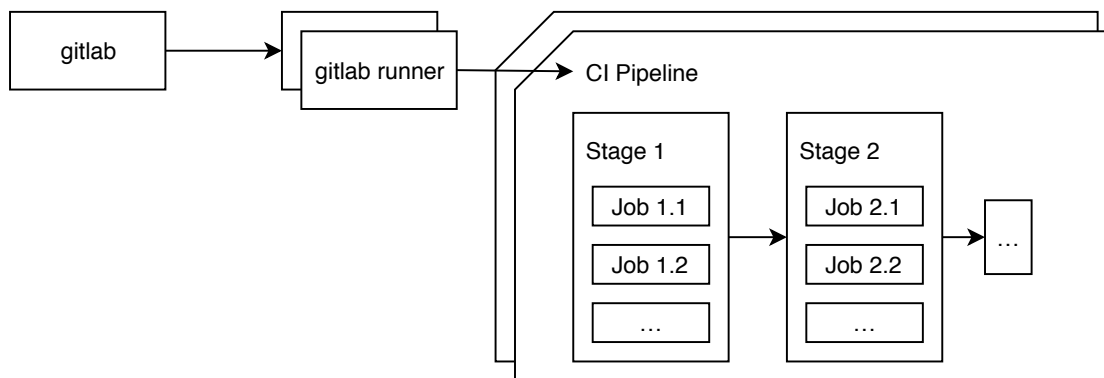 gitlab
gitlab runner
CI Pipeline
Stage 1
Job 1.1
Job 1.2
...
Stage 2
Job 2.1
Job 2.2
...
...